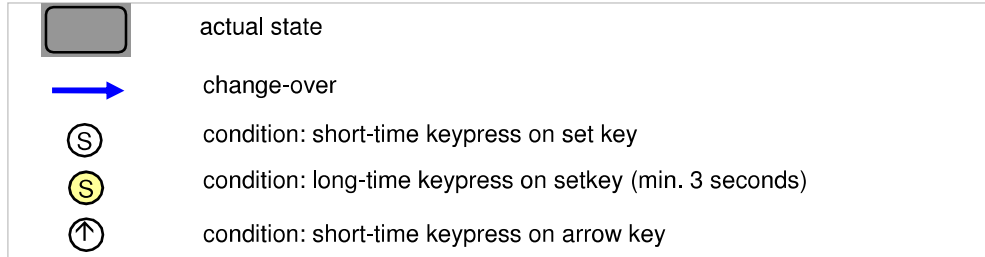 actual state
change-over
S condition: short-time keypress on set key
S condition: long-time keypress on setkey (min. 3 seconds)
condition: short-time keypress on arrow key